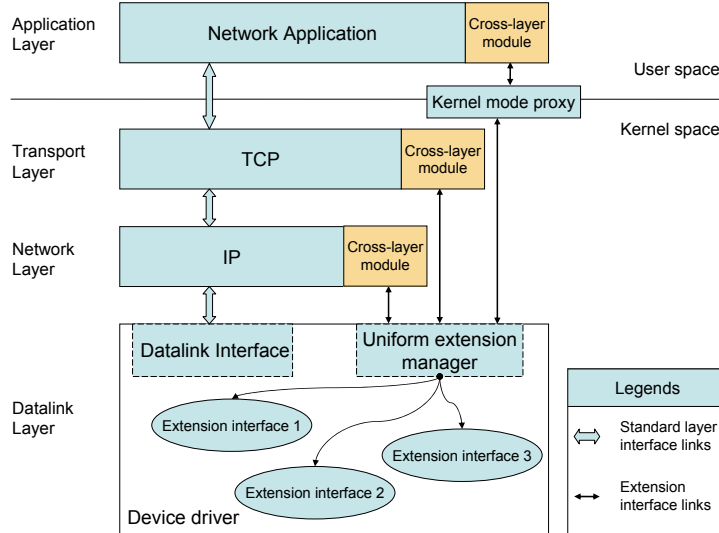 Application
Layer
Network Application
Cross-layer
module
User space
Kernel mode proxy
Kernel space
Transport
Layer
TCP
Cross-layer
module
Network
Layer
IP
Cross-layer
module
Datalink Interface
Uniform extension
manager
Datalink
Layer
Extension interface 1
Extension interface 3
Extension interface 2
Device driver
Legends
Standard layer
interface links
Extension
interface links